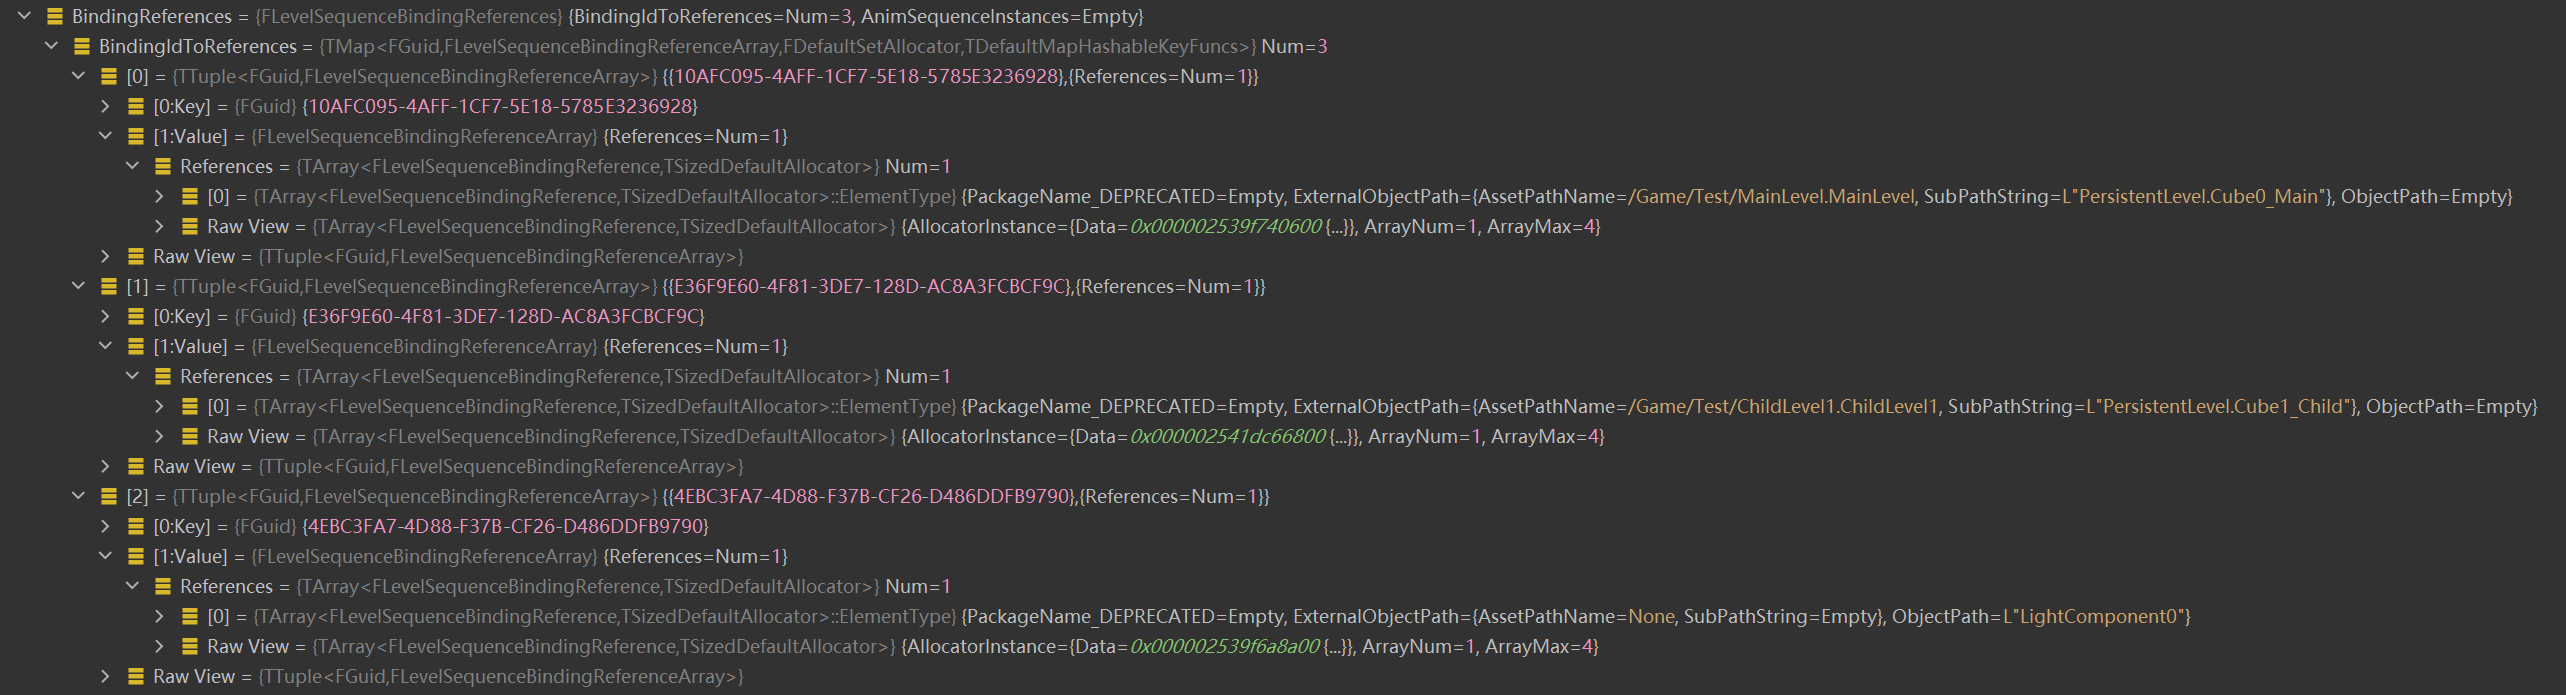 BindingReferences = {FLevelSequenceBindingReferences} {BindingIdToReferences=Num=3, AnimSequenceInstances=Empty}
BindingIdToReferences = {TMap<FGuid,FLevelSequenceBindingReferenceArray,FDefaultSetAllocator,TDefaultMapHashableKeyFuncs>} Num=3
[0] = {TTuple<FGuid,FLevelSequenceBindingReferenceArray>} {{10AFC095-4AFF-1CF7-5E18-5785E3236928},{References=Num=1}}
[0:Key] = {FGuid} {10AFC095-4AFF-1CF7-5E18-5785E3236928}
[1:Value] = {FLevelSequenceBindingReferenceArray} {References=Num=1}
References = {TArray<FLevelSequenceBindingReference,TSizedDefaultAllocator>} Num=1
[0] = {TArray<FLevelSequenceBindingReference,TSizedDefaultAllocator>::ElementType} {PackageName_DEPRECATED=Empty, ExternalObjectPath={AssetPathName=/Game/Test/MainLevel.MainLevel, SubPathString=L"PersistentLevel.Cube0_Main"}, ObjectPath=Empty}
Raw View = {TArray<FLevelSequenceBindingReference,TSizedDefaultAllocator>} {AllocatorInstance={Data=0x000002539f740600 {...}}, ArrayNum=1, ArrayMax=4}
Raw View = {TTuple<FGuid,FLevelSequenceBindingReferenceArray>}
[1] = {TTuple<FGuid,FLevelSequenceBindingReferenceArray>} {{E36F9E60-4F81-3DE7-128D-AC8A3FCBCF9C},{References=Num=1}}
[0:Key] = {FGuid} {E36F9E60-4F81-3DE7-128D-AC8A3FCBCF9C}
[1:Value] = {FLevelSequenceBindingReferenceArray} {References=Num=1}
References = {TArray<FLevelSequenceBindingReference,TSizedDefaultAllocator>} Num=1
[0] = {TArray<FLevelSequenceBindingReference,TSizedDefaultAllocator>::ElementType} {PackageName_DEPRECATED=Empty, ExternalObjectPath={AssetPathName=/Game/Test/ChildLevel1.ChildLevel1, SubPathString=L"PersistentLevel.Cube1_Child"}, ObjectPath=Empty}
Raw View = {TArray<FLevelSequenceBindingReference,TSizedDefaultAllocator>} {AllocatorInstance={Data=0x000002541dc66800 {...}}, ArrayNum=1, ArrayMax=4}
Raw View = {TTuple<FGuid,FLevelSequenceBindingReferenceArray>}
[2] = {TTuple<FGuid,FLevelSequenceBindingReferenceArray>} {{4EBC3FA7-4D88-F37B-CF26-D486DDFB9790},{References=Num=1}}
[0:Key] = {FGuid} {4EBC3FA7-4D88-F37B-CF26-D486DDFB9790}
[1:Value] = {FLevelSequenceBindingReferenceArray} {References=Num=1}
References = {TArray<FLevelSequenceBindingReference,TSizedDefaultAllocator>} Num=1
[0] = {TArray<FLevelSequenceBindingReference,TSizedDefaultAllocator>::ElementType} {PackageName_DEPRECATED=Empty, ExternalObjectPath={AssetPathName=None, SubPathString=Empty}, ObjectPath=L"LightComponent0"}
Raw View = {TArray<FLevelSequenceBindingReference,TSizedDefaultAllocator>} {AllocatorInstance={Data=0x000002539f6a8a00 {...}}, ArrayNum=1, ArrayMax=4}
Raw View = {TTuple<FGuid,FLevelSequenceBindingReferenceArray>}